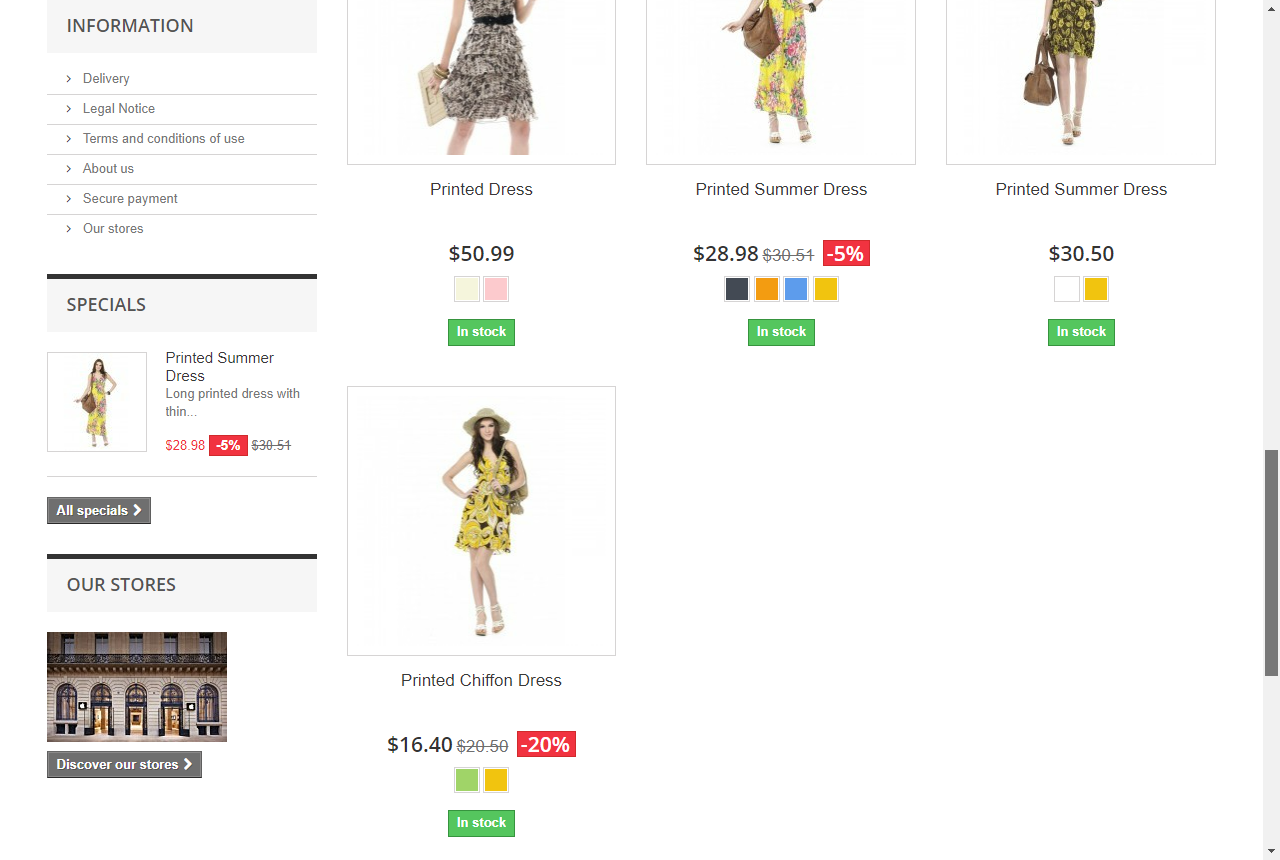 INFORMATION
Delivery
Legal Notice
Terms and conditions of use
About us
Secure payment
Our stores
SPECIALS
Printed Summer
Dress
Long printed dress with
thin...
$28.98 -5% $30.51
All specials
OUR STORES
Discover our stores
Printed Dress
$50.99
In stock
Printed Summer Dress
$28.98 $30.51 -5%
In stock
Printed Summer Dress
$30.50
In stock
Printed Chiffon Dress
$16.40 $20.50 -20%
In stock